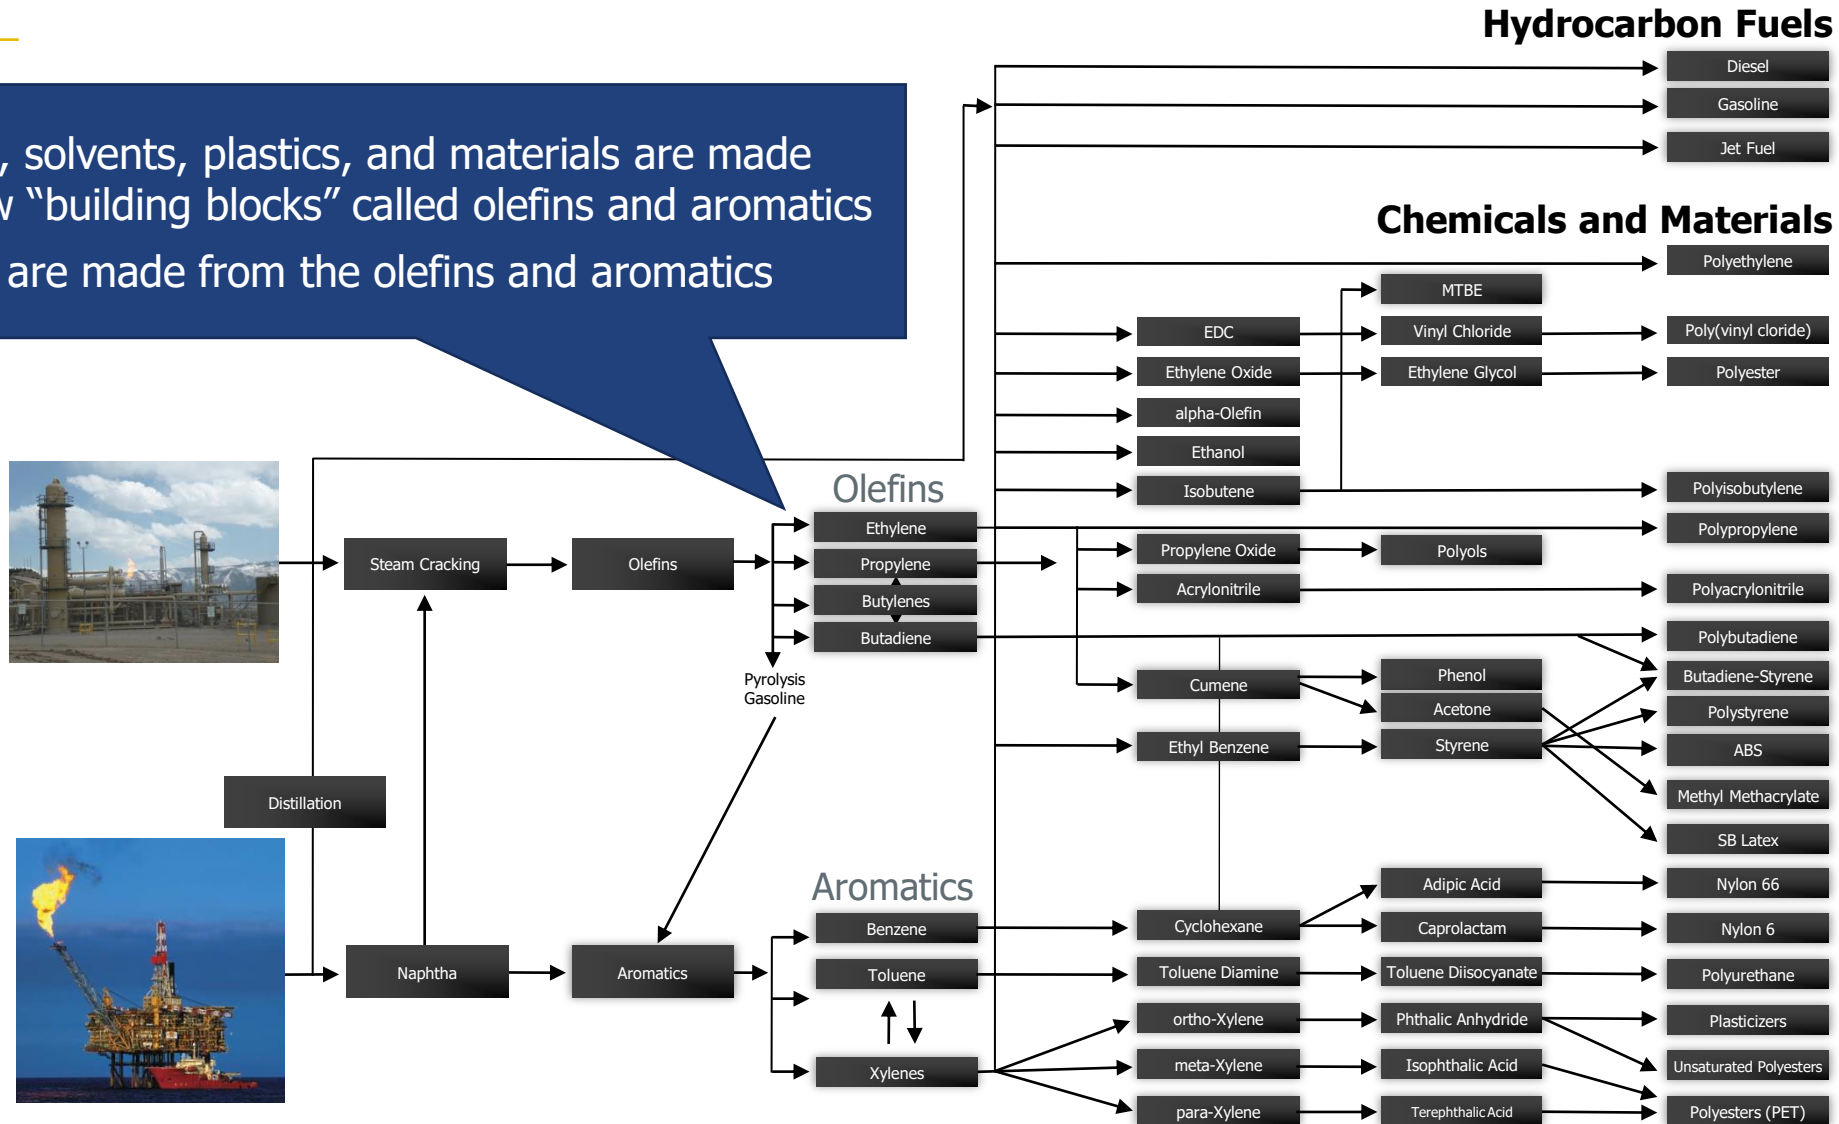 Hydrocarbon Fuels
Diesel
Gasoline
Jet Fuel
, solvents, plastics, and materials are made
w “building blocks” called olefins and aromatics
are made from the olefins and aromatics
Chemicals and Materials
Polyethylene
MTBE
EDC
Vinyl Chloride
Poly(vinyl cloride)
Ethylene Oxide
Ethylene Glycol
Polyester
alpha-Olefin
Ethanol
Isobutene
Polyisobutylene
Olefins
Ethylene
Polypropylene
Steam Cracking
Olefins
Propylene
Propylene Oxide
Polyols
Butylenes
Acrylonitrile
Polyacrylonitrile
Butadiene
Polybutadiene
Pyrolysis
Gasoline
Cumene
Phenol
Butadiene-Styrene
Acetone
Polystyrene
Ethyl Benzene
Styrene
ABS
Distillation
Methyl Methacrylate
SB Latex
Aromatics
Adipic Acid
Nylon 66
Benzene
Cyclohexane
Caprolactam
Nylon 6
Naphtha
Aromatics
Toluene
Toluene Diamine
Toluene Diisocyanate
Polyurethane
ortho-Xylene
Phthalic Anhydride
Plasticizers
Xylenes
meta-Xylene
Isophthalic Acid
Unsaturated Polyesters
para-Xylene
Terephthalic Acid
Polyesters (PET)